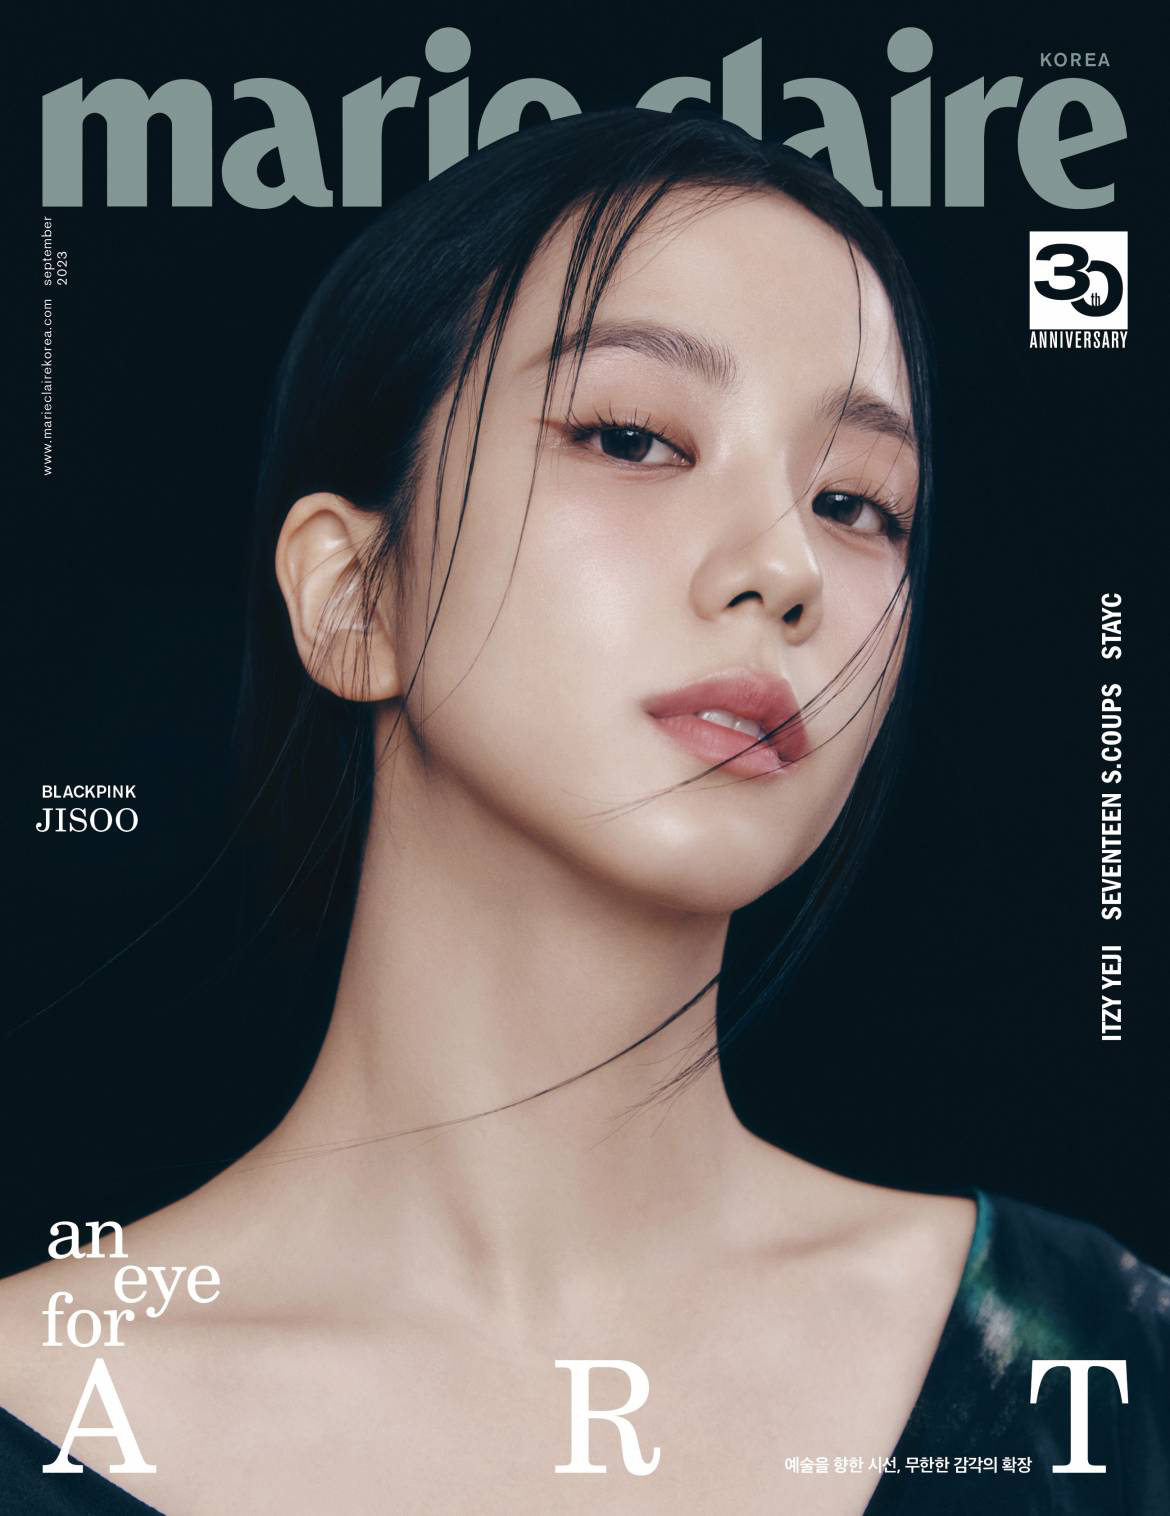 marie claire
KOREA
september
2023
www.marieclairekorea.com
30th
ANNIVERSARY
BLACKPINK
JISOO
ITZY YEJI SEVENTEEN S.COUPS STAYC
an
eye
for
ART
예술을 향한 시선, 무한한 감각의 확장